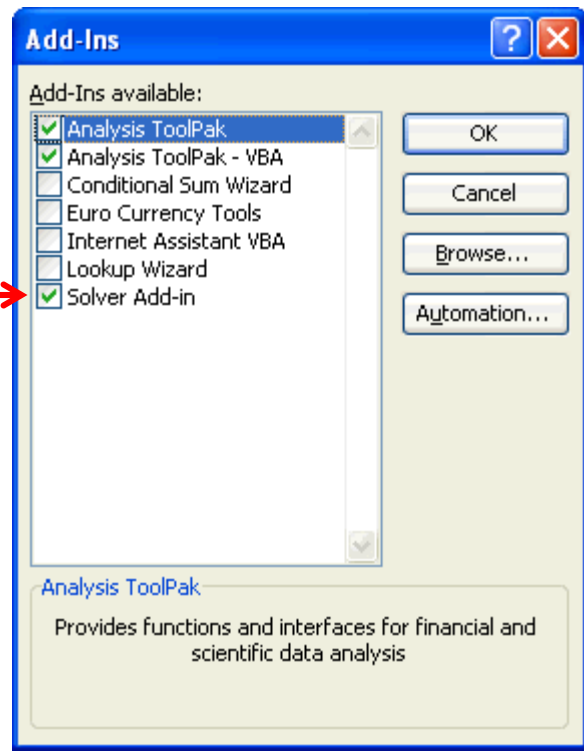 Add-Ins
Add-Ins available:
Analysis ToolPak
Analysis ToolPak - VBA
Conditional Sum Wizard
Euro Currency Tools
Internet Assistant VBA
Lookup Wizard
Solver Add-in
OK
Cancel
Browse...
Automation...
Analysis ToolPak
Provides functions and interfaces for financial and
scientific data analysis